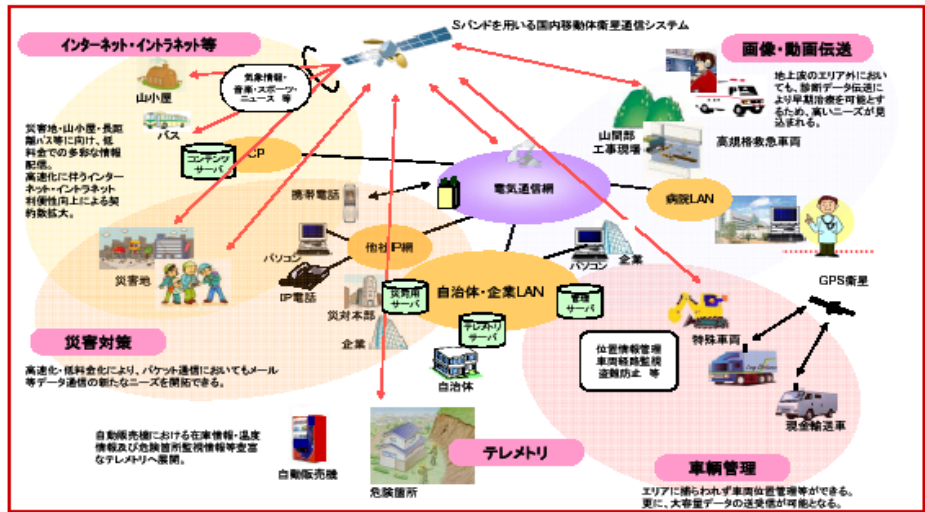 Sバンドを用いる国内移動体衛星通信システム
インターネット・イントラネット等
画像・動画伝送
山小屋
気象情報・
音楽・スポーツ・
ニュース 等
地上波のエリア外におい
ても、診断データ伝送に
より早期治療を可能とす
るため、高いニーズが見
込まれる。
バス
災害地・山小屋・長距
離バス等に向け、低
料金での多彩な情報
配信。
高速化に伴うインター
ネット・イントラネット
利便性向上による契
約数拡大。
コンテンツ
サーバ
CP
山間部
工事現場
高規格救急車両
携帯電話
電気通信網
病院LAN
災害地
パソコン
他社IP網
パソコン
企業
IP電話
災対本部
災発用
サーバ
自治体・企業LAN
管理
サーバ
GPS衛星
テレメトリ
サーバ
企業
特殊車両
災害対策
位置情報管理
車両経路監視
盗難防止 等
高速化・低料金化により、パケット通信においてもメール
等データ通信の新たなニーズを開拓できる。
自治体
現金輸送車
自動販売機における在庫情報・温度
情報及び危険箇所監視情報等豊富
なテレメトリへ展開。
自動販売機
危険箇所
テレメトリ
車輌管理
エリアに捕らわれず車両位置管理等ができる。
更に、大容量データの送受信が可能となる。